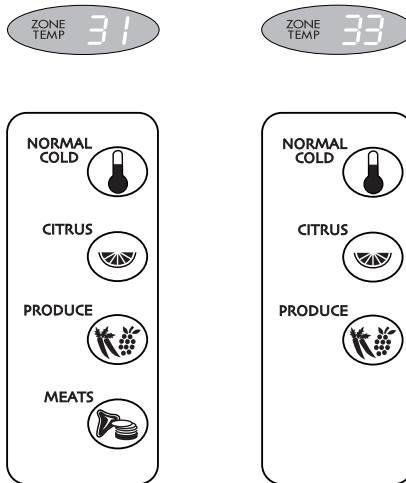 ZONE
TEMP 31
NORMAL
COLD
CITRUS
PRODUCE
MEATS
ZONE
TEMP 33
NORMAL
COLD
CITRUS
PRODUCE